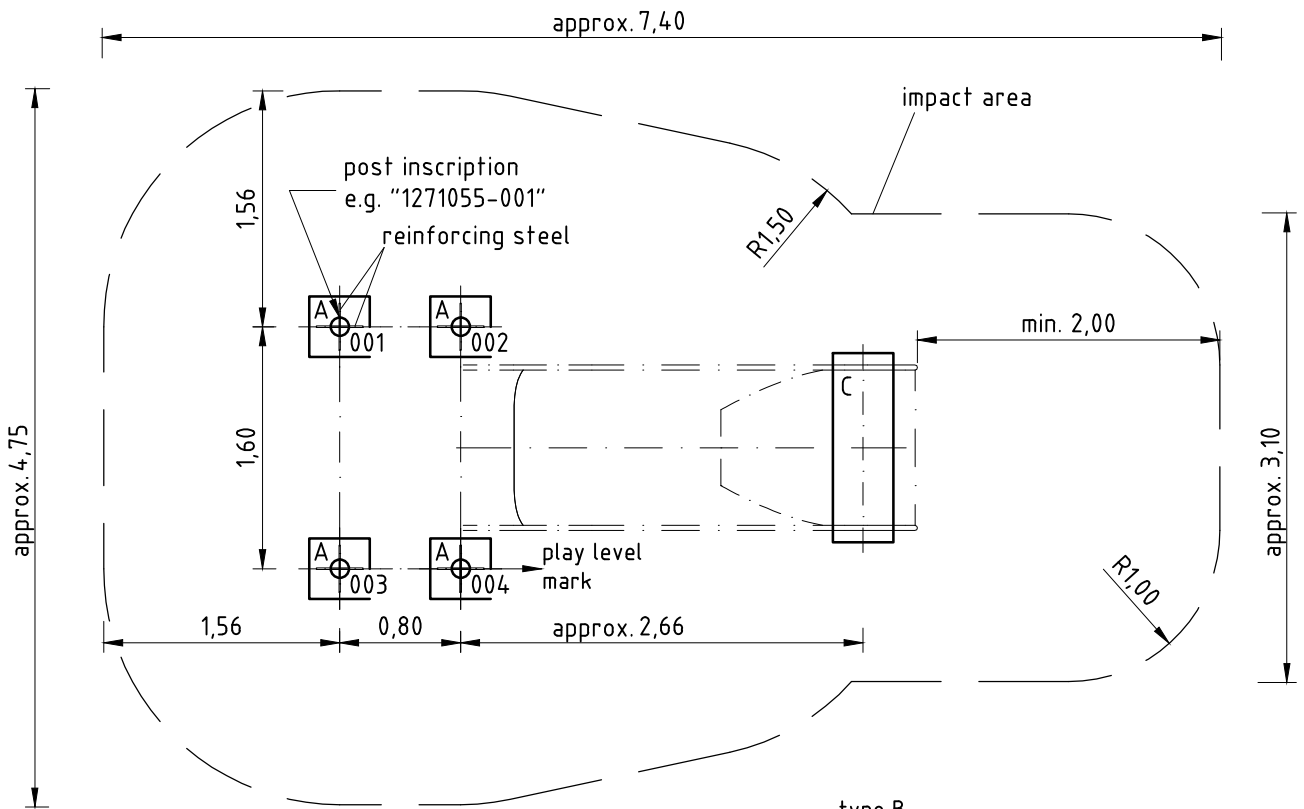 approx. 7,40
impact area
post inscription
e.g. "1271055-001"
reinforcing steel
1,56
R1,50
A
001
A
002
min. 2,00
C
1,60
approx. 4,75
approx. 3,10
A
003
A
004
play level
mark
R1,00
1,56
0,80
approx. 2,66
type B